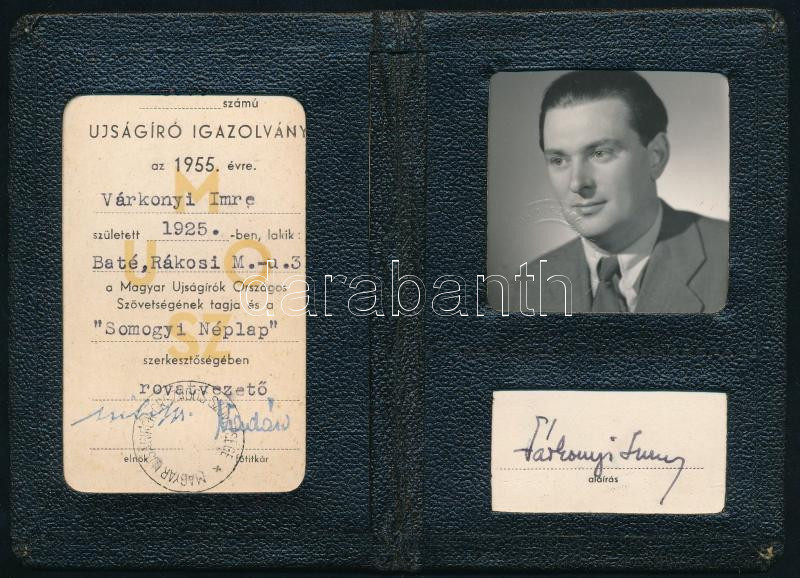 számú
UJSÁGÍRÓ IGAZOLVÁNY
az 1955. évre.
Várkonyi Imre
született 1925. -ben, lakik:
Baté,Rákosi M.-u.3
a Magyar Ujságírók Országos
Szövetségének tagja és a
"Somogyi Néplap"
szerkesztőségében
rovatvezető
elnök főtitkár
M
U O
SZ
darabanth
Várkonyi Imre
aláírás